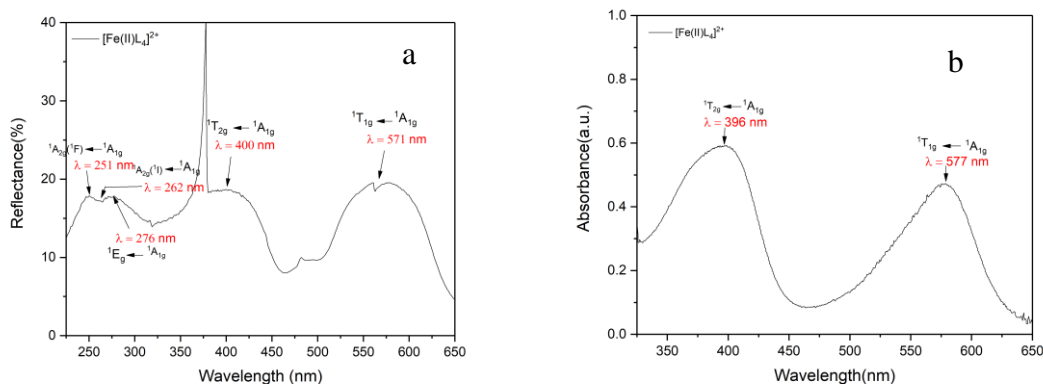 [Fe(II)L₄]²⁺
a
¹T₂g ← ¹A₁g
λ = 400 nm
¹T₁g ← ¹A₁g
λ = 571 nm
¹A₂g(¹F) ← ¹A₁g
λ = 251 nm
A₂g(¹I) ← ¹A₁g
λ = 262 nm
λ = 276 nm
¹Eg ← ¹A₁g
Reflectance(%)
40
30
20
10
0
250 300 350 400 450 500 550 600 650
Wavelength (nm)
[Fe(II)L₄]²⁺
b
¹T₂g ← ¹A₁g
λ = 396 nm
¹T₁g ← ¹A₁g
λ = 577 nm
Absorbance(a.u.)
1.0
0.8
0.6
0.4
0.2
0.0
350 400 450 500 550 600 650
Wavelength(nm)